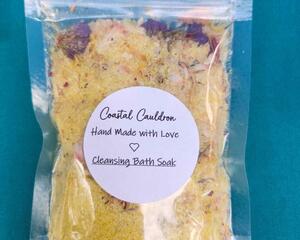 Coastal Cauldron
Hand Made with Love
♡
Cleansing Bath Soak